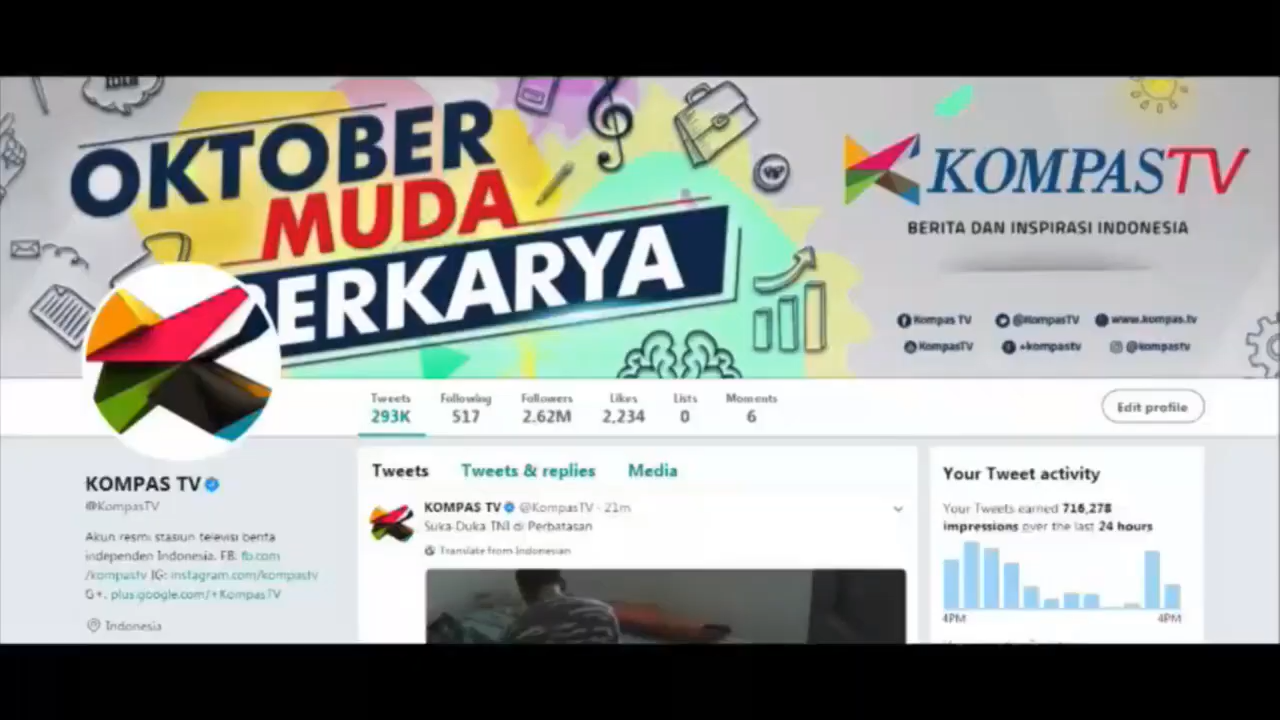 OKTOBER
MUDA
BERKARYA
KOMPASTV
BERITA DAN INSPIRASI INDONESIA
Kompas TV @KompasTV www.kompas.tv
KompasTV +kompastv @kompastv
Tweets Following Followers Likes Lists Moments
293K 517 2.62M 2,234 0 6
Edit profile
KOMPAS TV
@KompasTV
Akun resmi stasiun televisi berita
independen Indonesia. FB: fb.com
/kompastv IG: instagram.com/kompastv
G+. plus.google.com/+KompasTV
Indonesia
Tweets Tweets & replies Media
KOMPAS TV @KompasTV · 21m
Suka-Duka TNI di Perbatasan
Translate from Indonesian
Your Tweet activity
Your Tweets earned 716,278
impressions over the last 24 hours
4PM 4PM